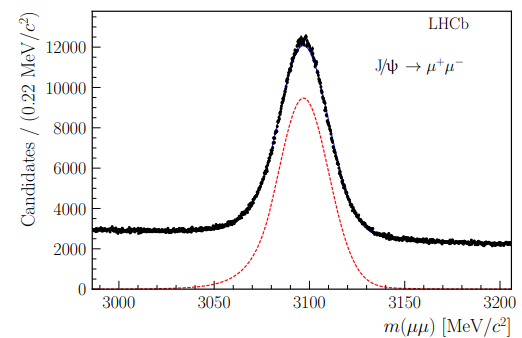 LHCb
J/ψ → μ⁺μ⁻
Candidates / (0.22 MeV/c²)
12000
10000
8000
6000
4000
2000
0
3000 3050 3100 3150 3200
m(μμ) [MeV/c²]